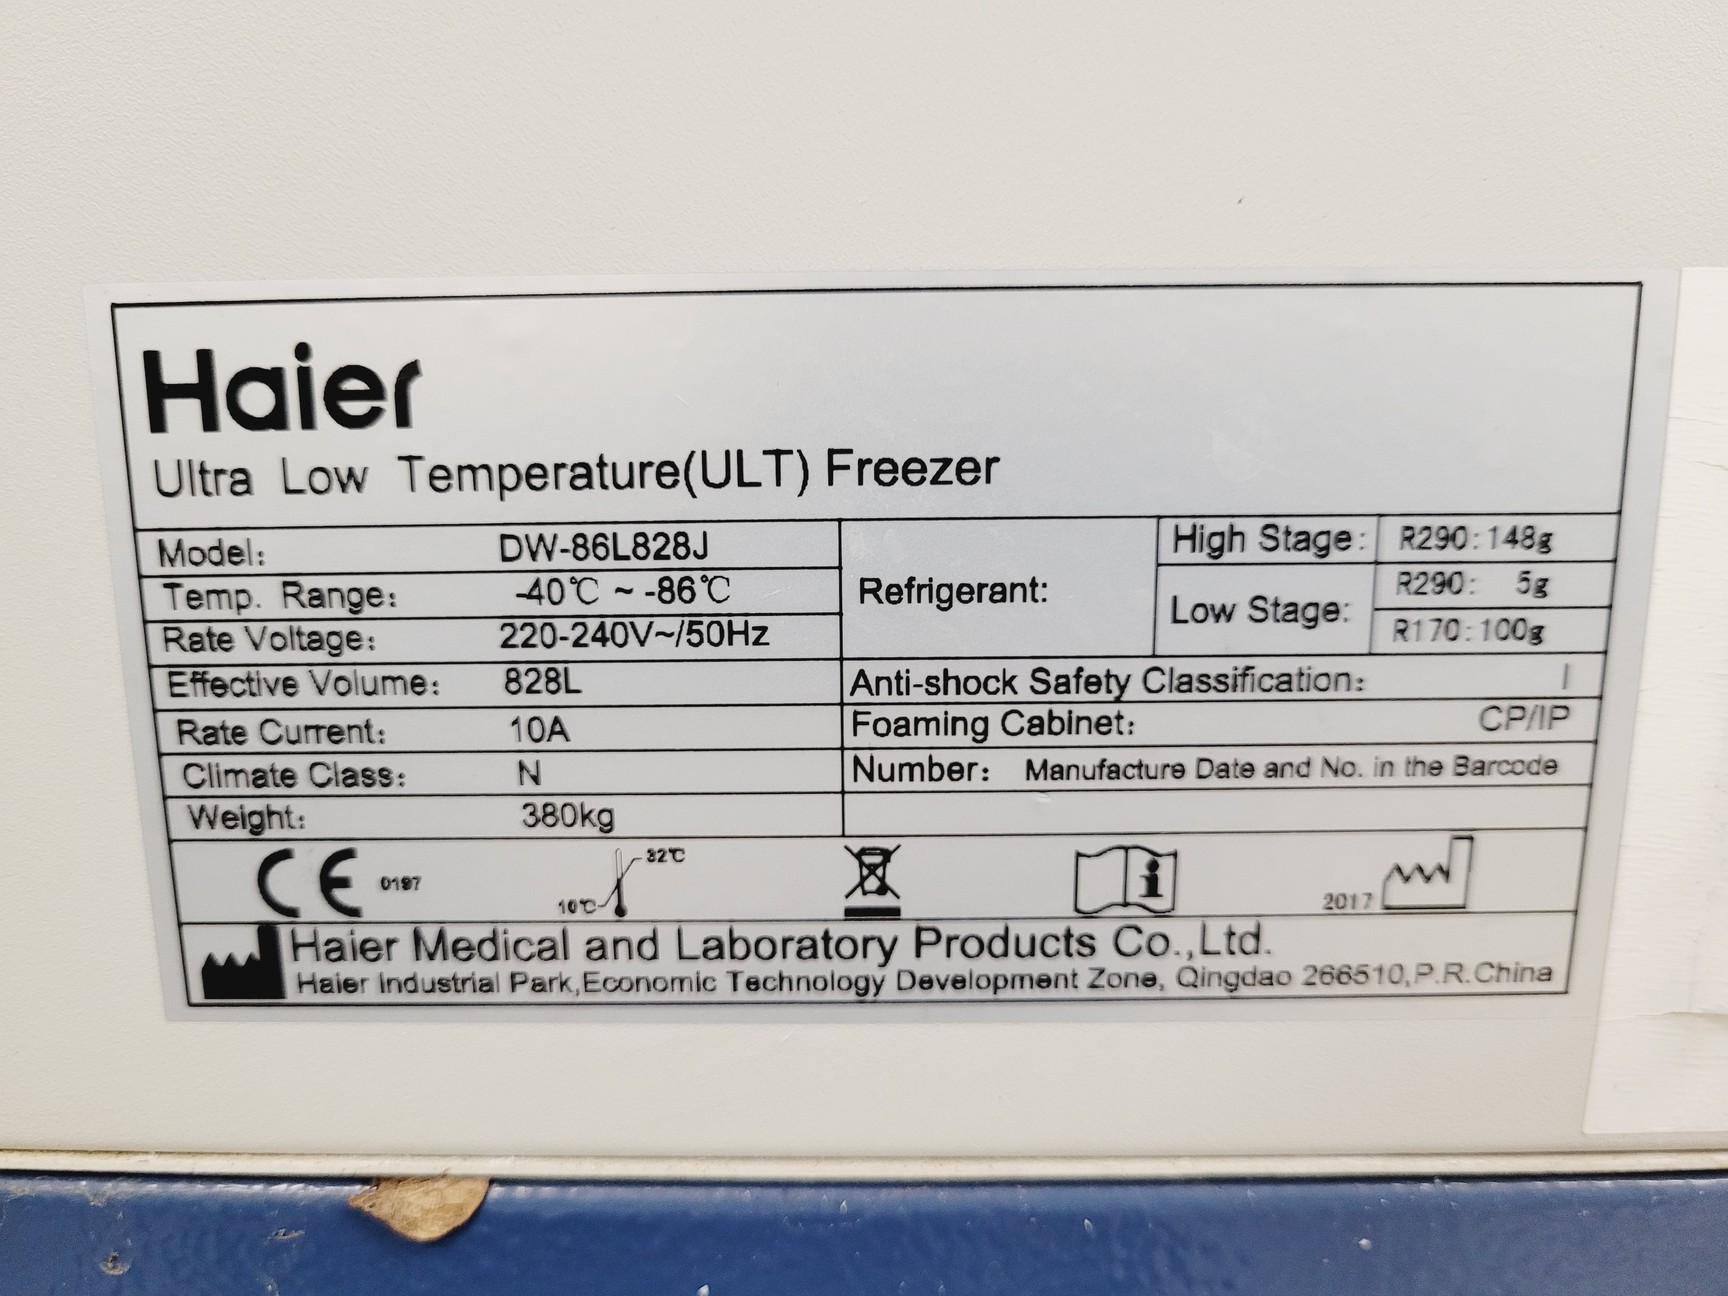 Haier
Ultra Low Temperature(ULT) Freezer
Model: DW-86L828J
Temp. Range: -40℃ ~ -86℃
Rate Voltage: 220-240V~/50Hz
Effective Volume: 828L
Rate Current: 10A
Climate Class: N
Weight: 380kg
Refrigerant:
High Stage: R290:148g
Low Stage: R290: 5g
R170:100g
Anti-shock Safety Classification: I
Foaming Cabinet: CP/IP
Number: Manufacture Date and No. in the Barcode
CE 0197
32℃
10℃
2017
Haier Medical and Laboratory Products Co.,Ltd.
Haier Industrial Park,Economic Technology Development Zone, Qingdao 266510,P.R.China